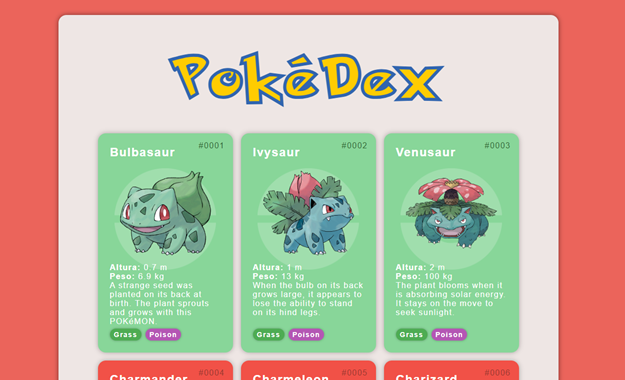 PokéDex
#0001
Bulbasaur
Altura: 0.7 m
Peso: 6.9 kg
A strange seed was
planted on its back at
birth. The plant sprouts
and grows with this
POKéMON.
Grass Poison
#0002
Ivysaur
Altura: 1 m
Peso: 13 kg
When the bulb on its back
grows large, it appears to
lose the ability to stand
on its hind legs.
Grass Poison
#0003
Venusaur
Altura: 2 m
Peso: 100 kg
The plant blooms when it
is absorbing solar energy.
It stays on the move to
seek sunlight.
Grass Poison
#0004
Charmander
#0005
Charmeleon
#0006
Charizard